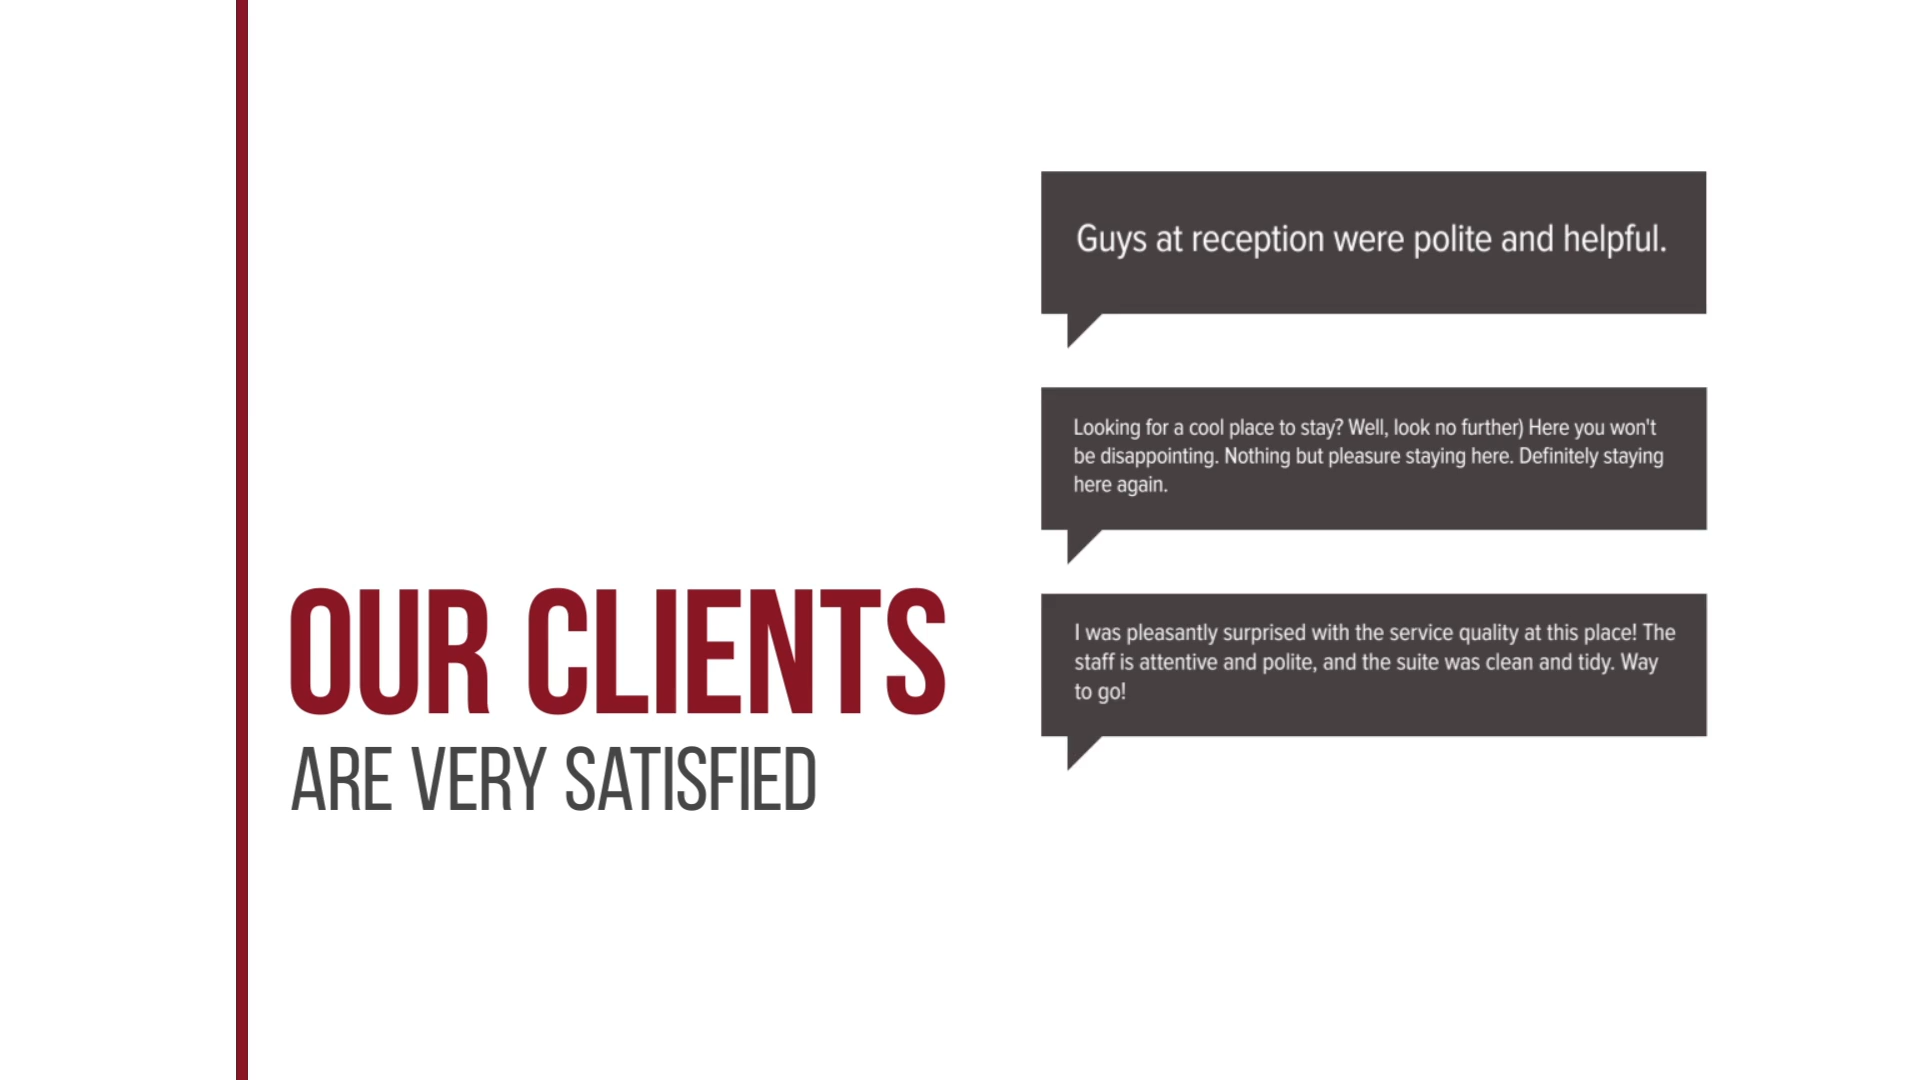 OUR CLIENTS
ARE VERY SATISFIED
Guys at reception were polite and helpful.
Looking for a cool place to stay? Well, look no further) Here you won't
be disappointing. Nothing but pleasure staying here. Definitely staying
here again.
I was pleasantly surprised with the service quality at this place! The
staff is attentive and polite, and the suite was clean and tidy. Way
to go!